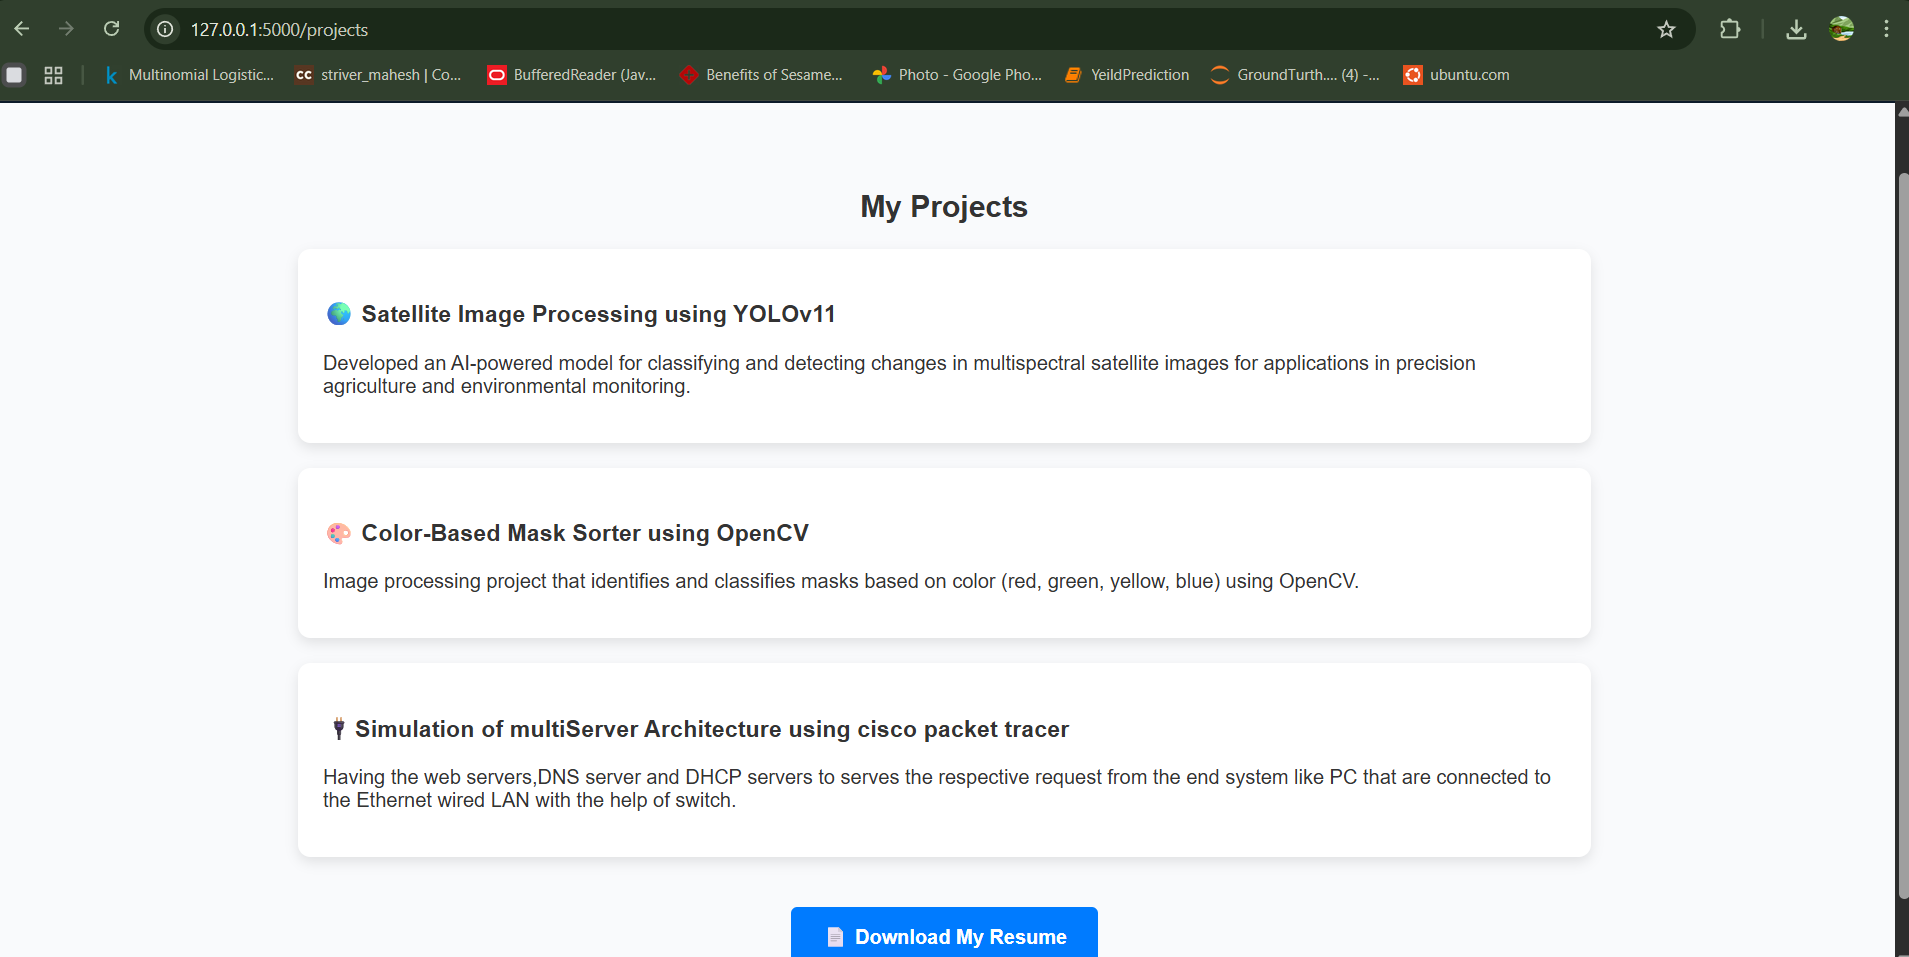 127.0.0.1:5000/projects
Multinomial Logistic... striver_mahesh | Co... BufferedReader (Jav... Benefits of Sesame... Photo - Google Pho... YeildPrediction GroundTurth.... (4) -... ubuntu.com
My Projects
Satellite Image Processing using YOLOv11
Developed an AI-powered model for classifying and detecting changes in multispectral satellite images for applications in precision
agriculture and environmental monitoring.
Color-Based Mask Sorter using OpenCV
Image processing project that identifies and classifies masks based on color (red, green, yellow, blue) using OpenCV.
Simulation of multiServer Architecture using cisco packet tracer
Having the web servers,DNS server and DHCP servers to serves the respective request from the end system like PC that are connected to
the Ethernet wired LAN with the help of switch.
Download My Resume